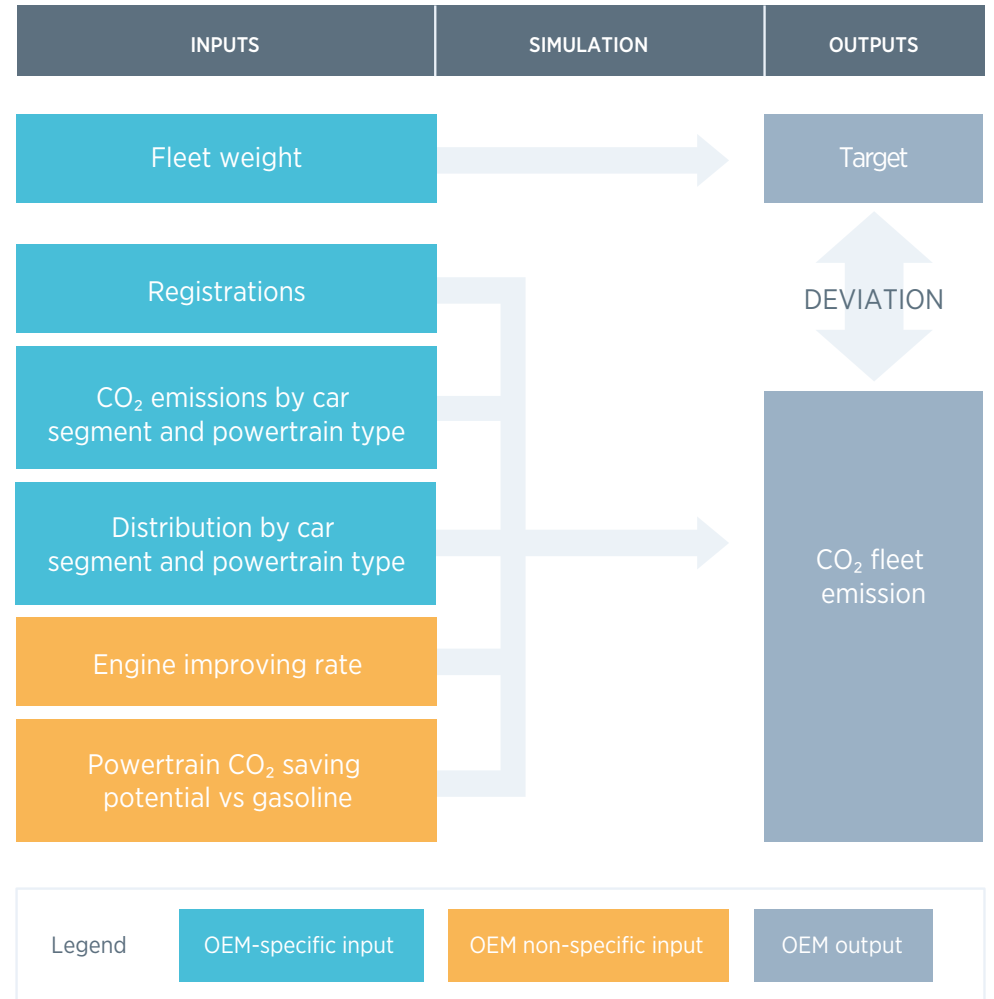 INPUTS
SIMULATION
OUTPUTS
Fleet weight
Target
Registrations
DEVIATION
CO₂ emissions by car
segment and powertrain type
Distribution by car
segment and powertrain type
CO₂ fleet
emission
Engine improving rate
Powertrain CO₂ saving
potential vs gasoline
Legend
OEM-specific input
OEM non-specific input
OEM output